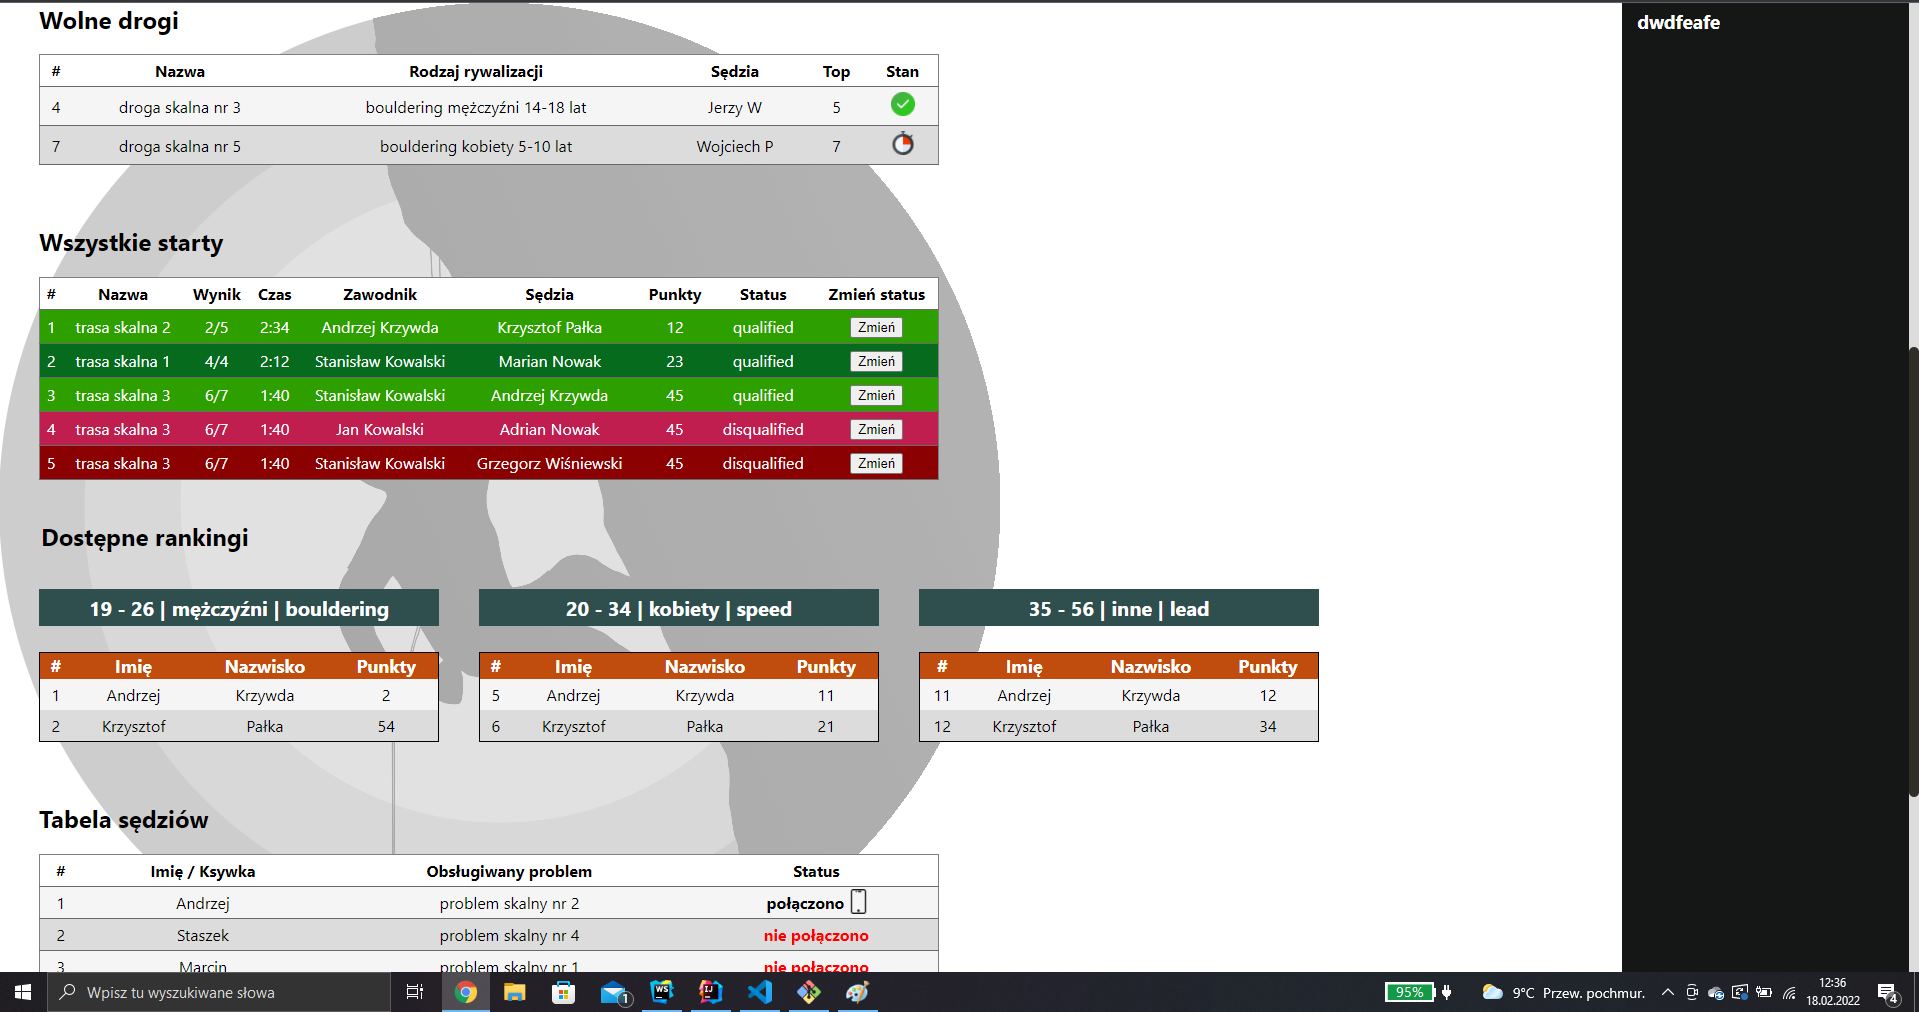 Wolne drogi
dwdfeafe
# Nazwa Rodzaj rywalizacji Sędzia Top Stan
4 droga skalna nr 3 bouldering mężczyźni 14-18 lat Jerzy W 5
7 droga skalna nr 5 bouldering kobiety 5-10 lat Wojciech P 7
Wszystkie starty
# Nazwa Wynik Czas Zawodnik Sędzia Punkty Status Zmień status
1 trasa skalna 2 2/5 2:34 Andrzej Krzywda Krzysztof Pałka 12 qualified Zmień
2 trasa skalna 1 4/4 2:12 Stanisław Kowalski Marian Nowak 23 qualified Zmień
3 trasa skalna 3 6/7 1:40 Stanisław Kowalski Andrzej Krzywda 45 qualified Zmień
4 trasa skalna 3 6/7 1:40 Jan Kowalski Adrian Nowak 45 disqualified Zmień
5 trasa skalna 3 6/7 1:40 Stanisław Kowalski Grzegorz Wiśniewski 45 disqualified Zmień
Dostępne rankingi
19 - 26 | mężczyźni | bouldering
# Imię Nazwisko Punkty
1 Andrzej Krzywda 2
2 Krzysztof Pałka 54
20 - 34 | kobiety | speed
# Imię Nazwisko Punkty
5 Andrzej Krzywda 11
6 Krzysztof Pałka 21
35 - 56 | inne | lead
# Imię Nazwisko Punkty
11 Andrzej Krzywda 12
12 Krzysztof Pałka 34
Tabela sędziów
# Imię / Ksywka Obsługiwany problem Status
1 Andrzej problem skalny nr 2 połączono
2 Staszek problem skalny nr 4 nie połączono
3 Marcin problem skalny nr 1 nie połączono
Wpisz tu wyszukiwane słowa
1
WS
IJ
95%
9°C Przew. pochmur.
12:36
18.02.2022
4